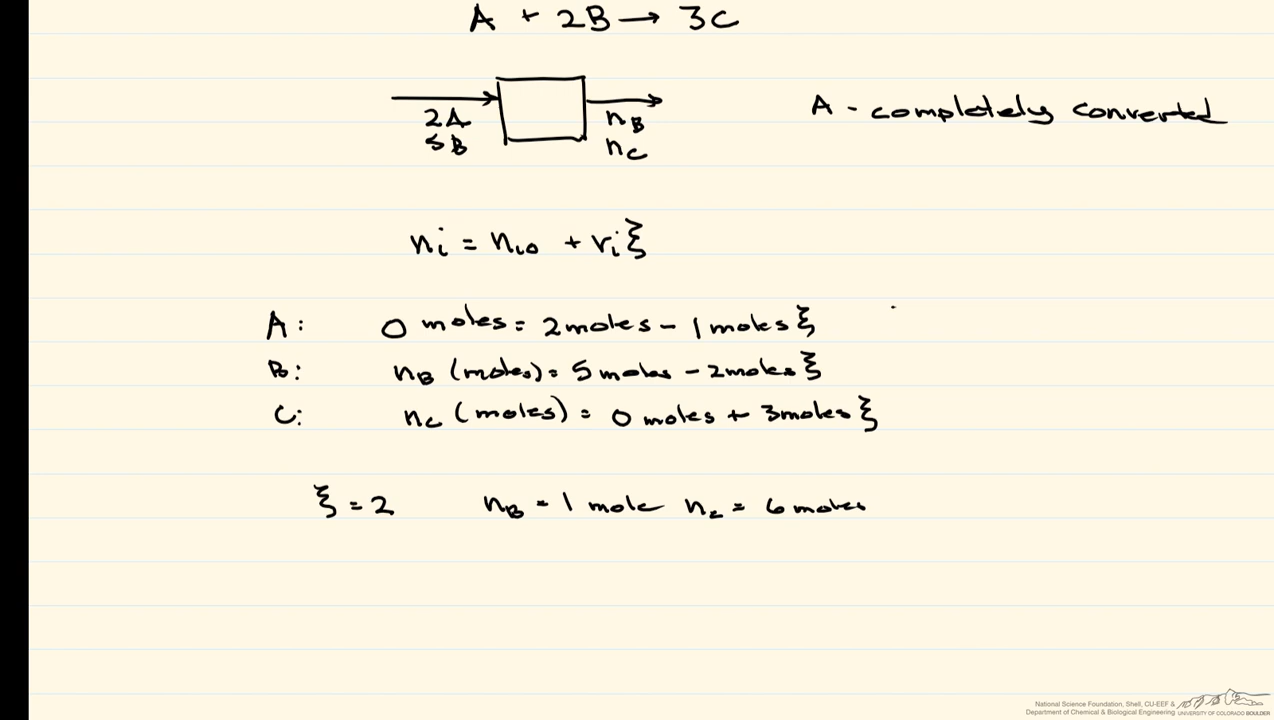 A + 2B → 3C
2A
5B
n_B
n_C
A - completely converted
n_i = n_i0 + r_i ξ
A: 0 moles = 2 moles - 1 moles ξ
B: n_B (moles) = 5 moles - 2 moles ξ
C: n_C (moles) = 0 moles + 3 moles ξ
ξ = 2 n_B = 1 mole n_C = 6 moles
National Science Foundation, Shell, CU-EEF &
Department of Chemical & Biological Engineering UNIVERSITY OF COLORADO BOULDER